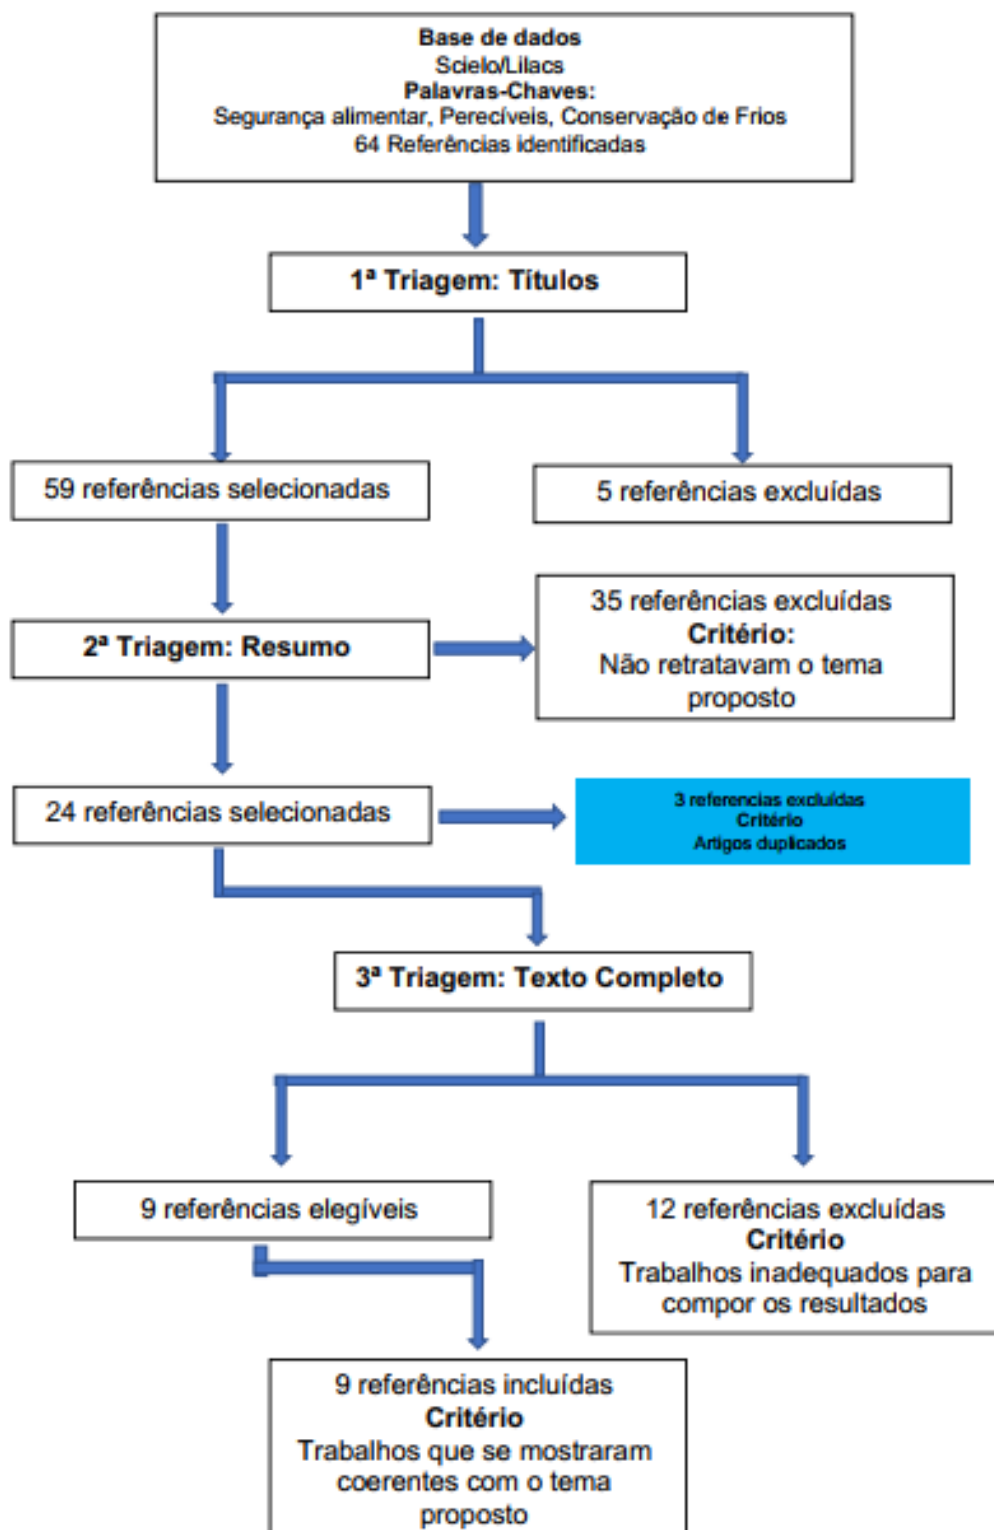 Base de dados
Scielo/Lilacs
Palavras-Chaves:
Segurança alimentar, Perecíveis, Conservação de Frios
64 Referências identificadas
1ª Triagem: Títulos
59 referências selecionadas
5 referências excluídas
2ª Triagem: Resumo
35 referências excluídas
Critério:
Não retratavam o tema
proposto
24 referências selecionadas
3 referencias excluídas
Critério
Artigos duplicados
3ª Triagem: Texto Completo
9 referências elegíveis
12 referências excluídas
Critério
Trabalhos inadequados para
compor os resultados
9 referências incluídas
Critério
Trabalhos que se mostraram
coerentes com o tema
proposto